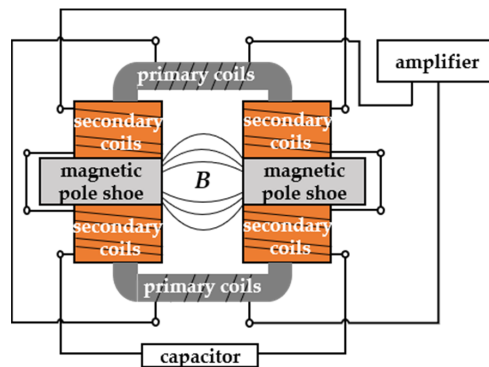 amplifier
primary coils
secondary
coils
secondary
coils
magnetic
pole shoe
B
magnetic
pole shoe
secondary
coils
secondary
coils
primary coils
capacitor